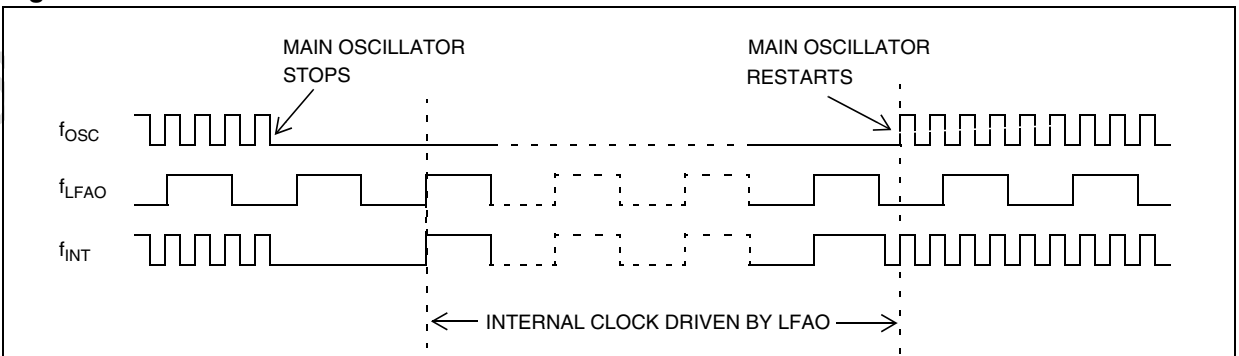 MAIN OSCILLATOR
STOPS
MAIN OSCILLATOR
RESTARTS
fOSC
fLFAO
fINT
INTERNAL CLOCK DRIVEN BY LFAO